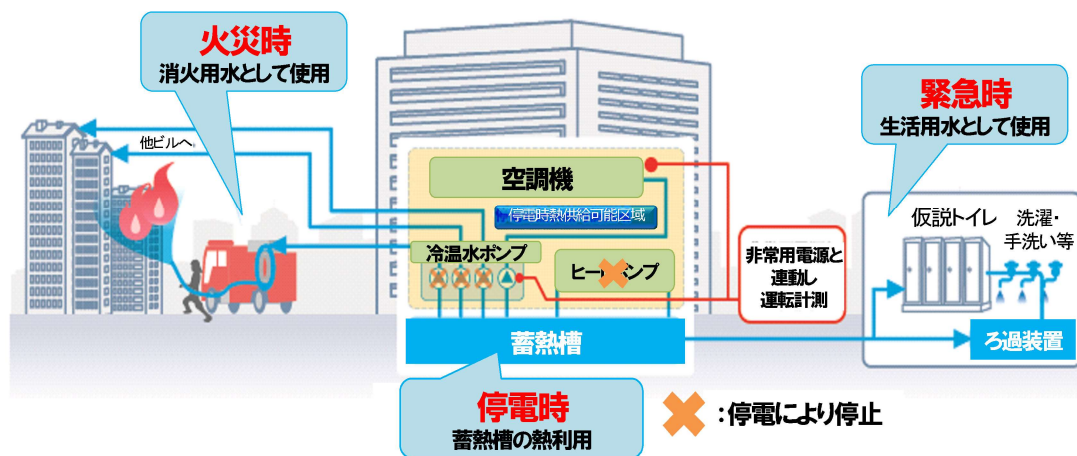 火災時
消火用水として使用
緊急時
生活用水として使用
他ビルへ
空調機
停電時熱供給可能区域
冷温水ポンプ
ヒートポンプ
非常用電源と
連動し
運転計測
仮説トイレ
洗濯・
手洗い等
蓄熱槽
ろ過装置
停電時
蓄熱槽の熱利用
:停電により停止